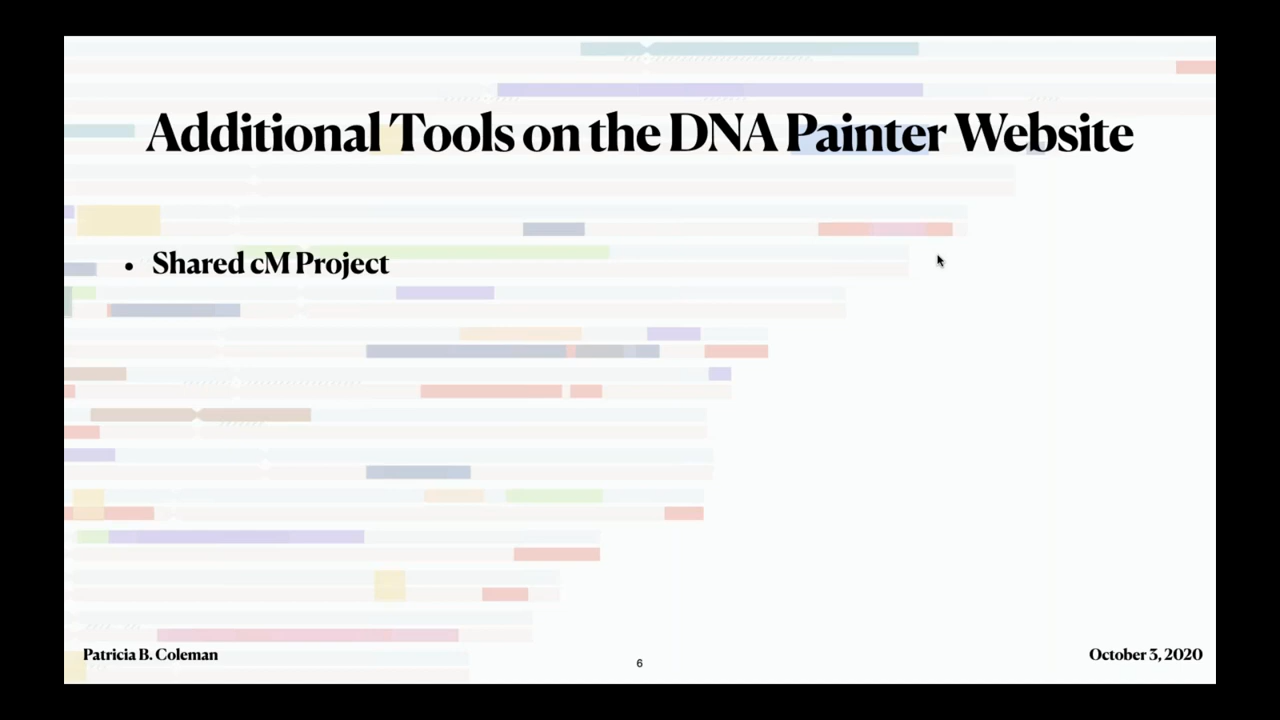 Additional Tools on the DNA Painter Website
• Shared cM Project
Patricia B. Coleman
6
October 3, 2020